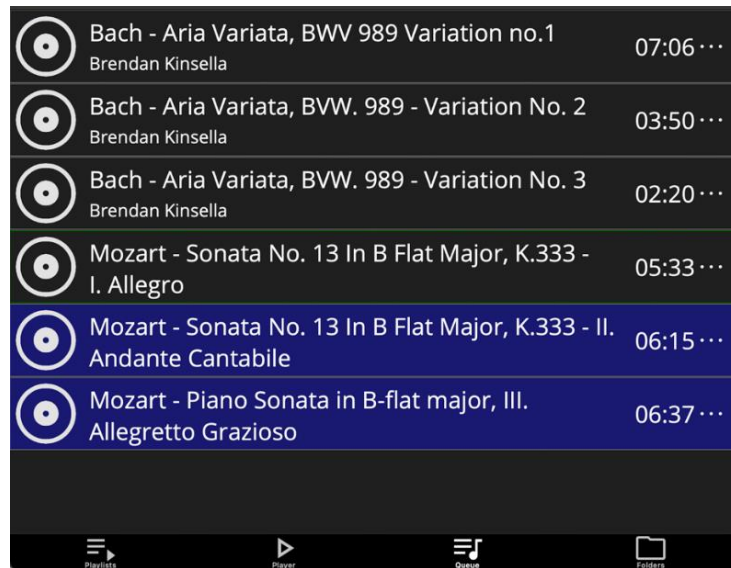 Bach - Aria Variata, BWV 989 Variation no.1
Brendan Kinsella
07:06 ...
Bach - Aria Variata, BVW. 989 - Variation No. 2
Brendan Kinsella
03:50 ...
Bach - Aria Variata, BVW. 989 - Variation No. 3
Brendan Kinsella
02:20 ...
Mozart - Sonata No. 13 In B Flat Major, K.333 -
I. Allegro
05:33 ...
Mozart - Sonata No. 13 In B Flat Major, K.333 - II.
Andante Cantabile
06:15 ...
Mozart - Piano Sonata in B-flat major, III.
Allegretto Grazioso
06:37 ...
Playlists
Player
Queue
Folders